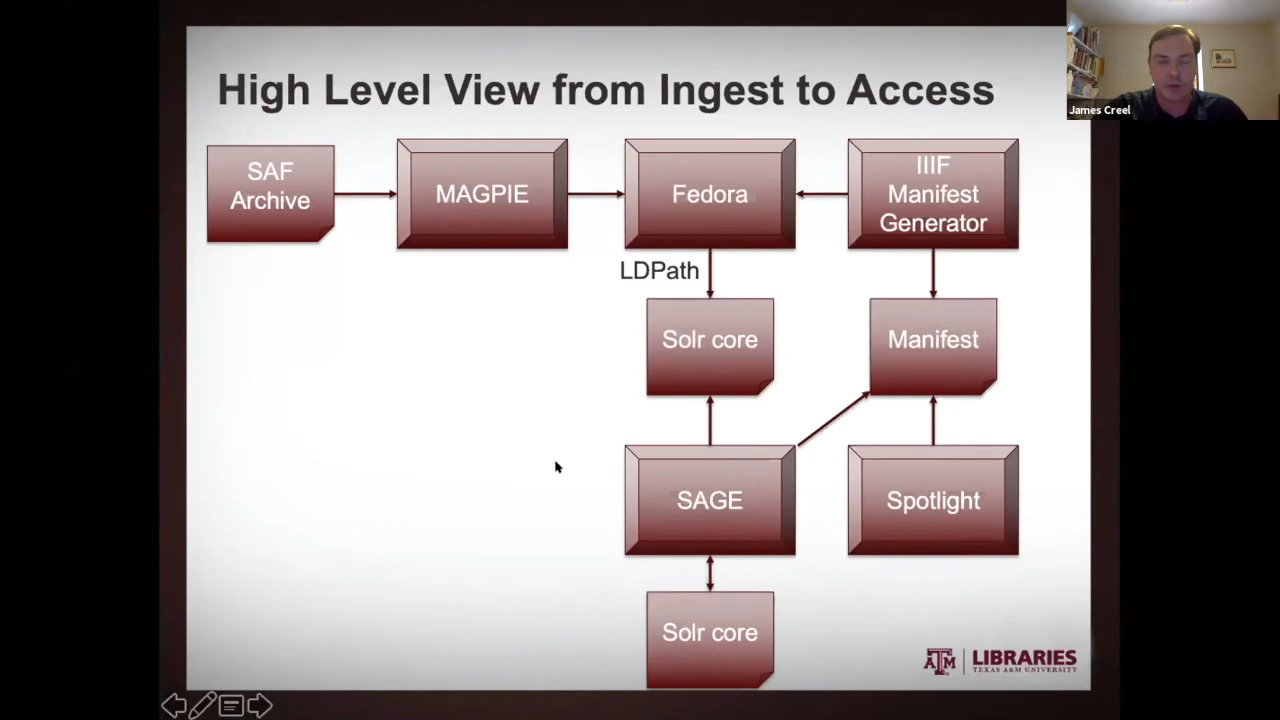 High Level View from Ingest to Access
James Creel
SAF
Archive
MAGPIE
Fedora
IIIF
Manifest
Generator
LDPath
Solr core
Manifest
SAGE
Spotlight
Solr core
ATM
LIBRARIES
TEXAS A&M UNIVERSITY